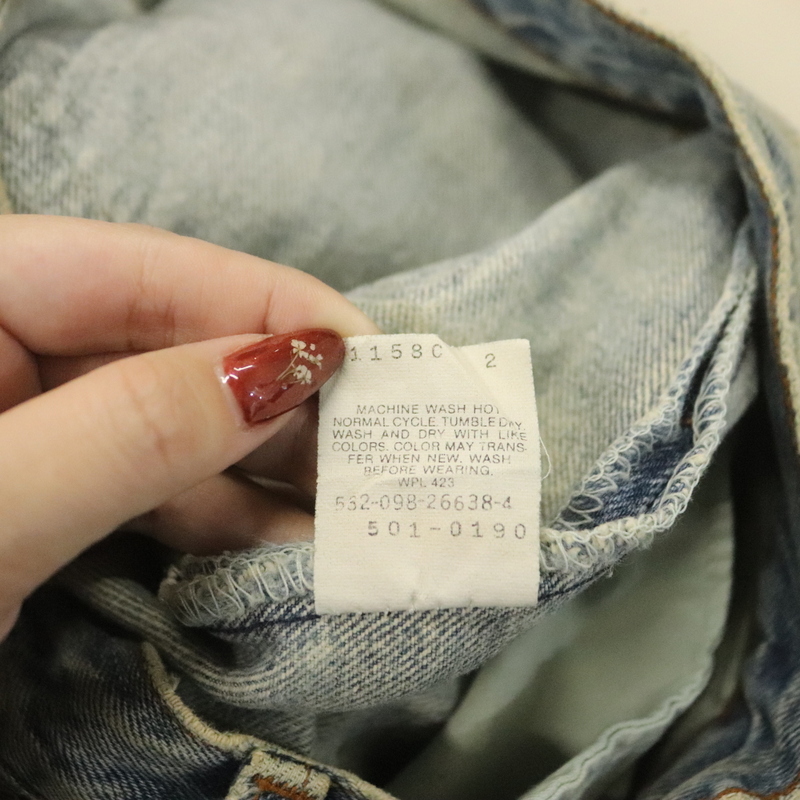 1158C 2
MACHINE WASH HOT
NORMAL CYCLE. TUMBLE DRY.
WASH AND DRY WITH LIKE
COLORS. COLOR MAY TRANS-
FER WHEN NEW. WASH
BEFORE WEARING.
WPL 423
532-098-26638-4
501-0190